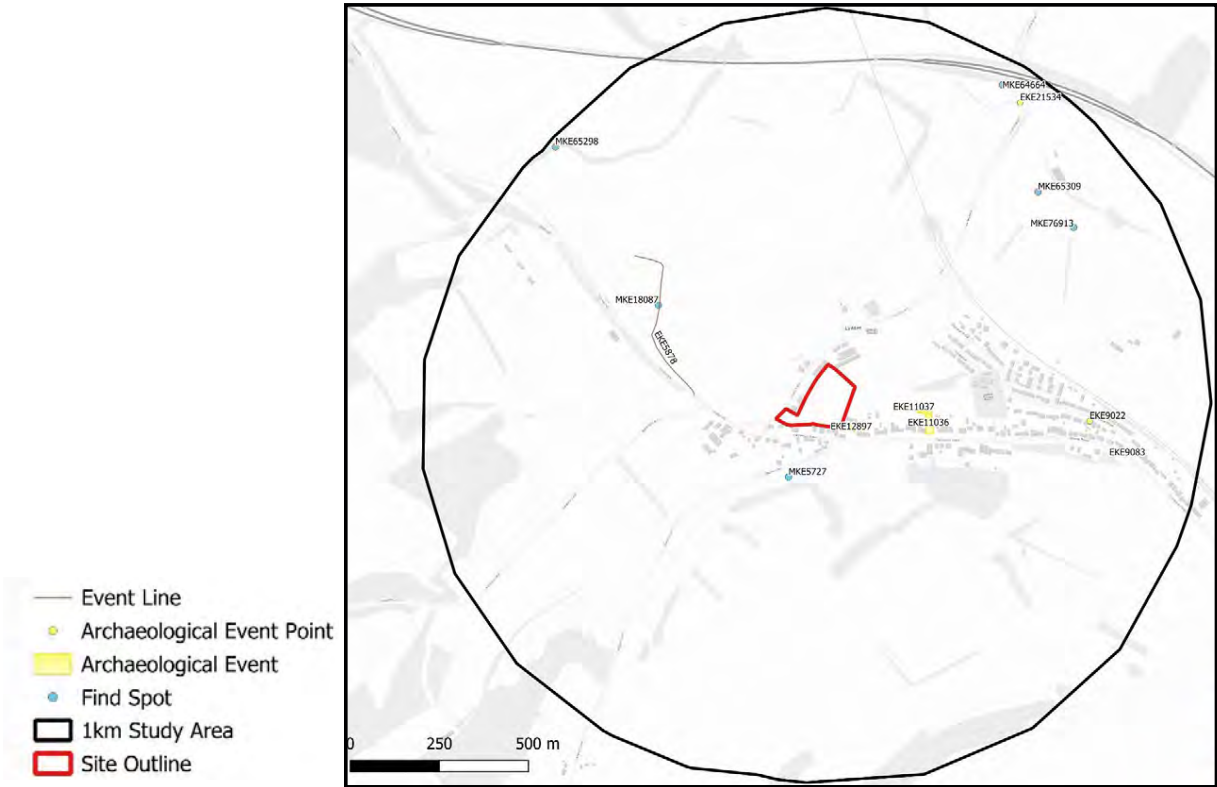 MKE64664
EKE21534
MKE65298
MKE65309
MKE76913
MKE18087
EKE5878
EKE11037
EKE9022
EKE12897
EKE11036
EKE9083
MKE5727
Event Line
Archaeological Event Point
Archaeological Event
Find Spot
1km Study Area
Site Outline
0 250 500 m